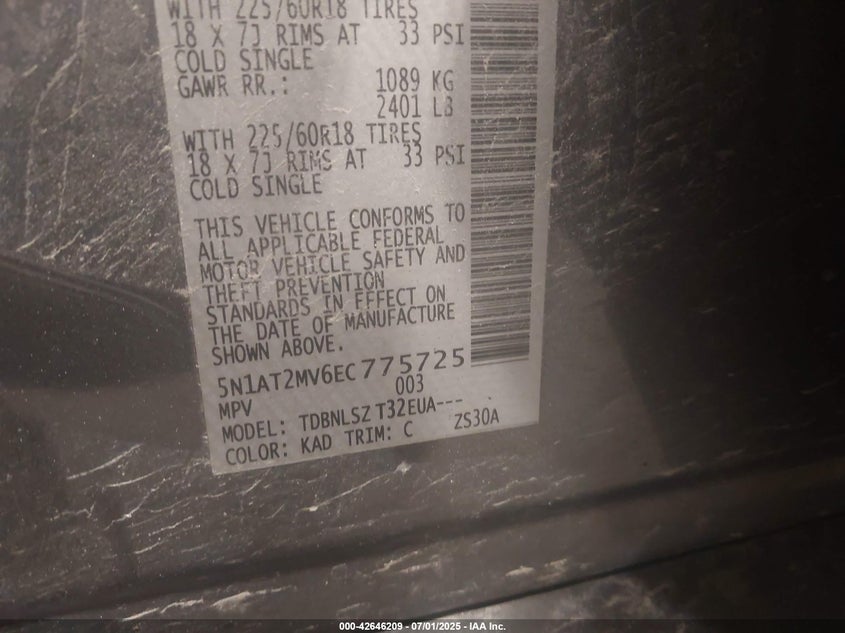 WITH 225/60R18 TIRES
18 X 7J RIMS AT 33 PSI
COLD SINGLE
GAWR RR.: 1089 KG
2401 LB
WITH 225/60R18 TIRES
18 X 7J RIMS AT 33 PSI
COLD SINGLE
THIS VEHICLE CONFORMS TO
ALL APPLICABLE FEDERAL
MOTOR VEHICLE SAFETY AND
THEFT PREVENTION
STANDARDS IN EFFECT ON
THE DATE OF MANUFACTURE
SHOWN ABOVE.
5N1AT2MV6EC775725
MPV 003
MODEL: TDBNLSZ T32EUA---
COLOR: KAD TRIM: C ZS30A
000-42646209 - 07/01/2025 - IAA Inc.